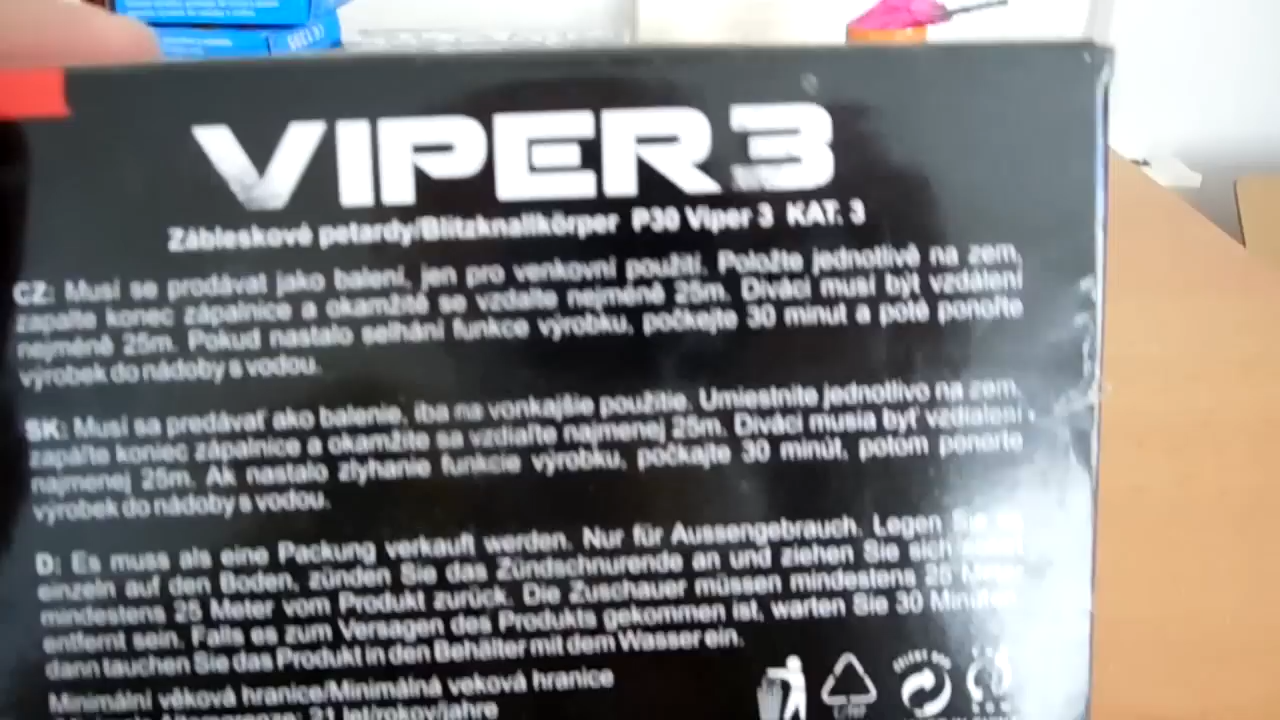 VIPER 3
Zábleskové petardy/Blitzknallkörper P30 Viper 3 KAT. 3
CZ: Musí se prodávat jako balení, jen pro venkovní použití. Položte jednotlivě na zem,
zapalte konec zápalnice a okamžitě se vzdalte nejméně 25m. Diváci musí být vzdáleni
nejméně 25m. Pokud nastalo selhání funkce výrobku, počkejte 30 minut a poté ponořte
výrobek do nádoby s vodou.
SK: Musí sa predávať ako balenie, iba na vonkajšie použitie. Umiestnite jednotlivo na zem,
zapáľte koniec zápalnice a okamžite sa vzdiaľte najmenej 25m. Diváci musia byť vzdialení
najmenej 25m. Ak nastalo zlyhanie funkcie výrobku, počkajte 30 minút, potom ponorte
výrobok do nádoby s vodou.
D: Es muss als eine Packung verkauft werden. Nur für Aussengebrauch. Legen Sie
einzeln auf den Boden, zünden Sie das Zündschnurende an und ziehen Sie sich
mindestens 25 Meter vom Produkt zurück. Die Zuschauer müssen mindestens 25
entfernt sein. Falls es zum Versagen des Produkts gekommen ist, warten Sie 30 Minuten,
dann tauchen Sie das Produkt in den Behälter mit dem Wasser ein.
Minimální věková hranice/Minimálná veková hranice
21 let/rokov/jahre